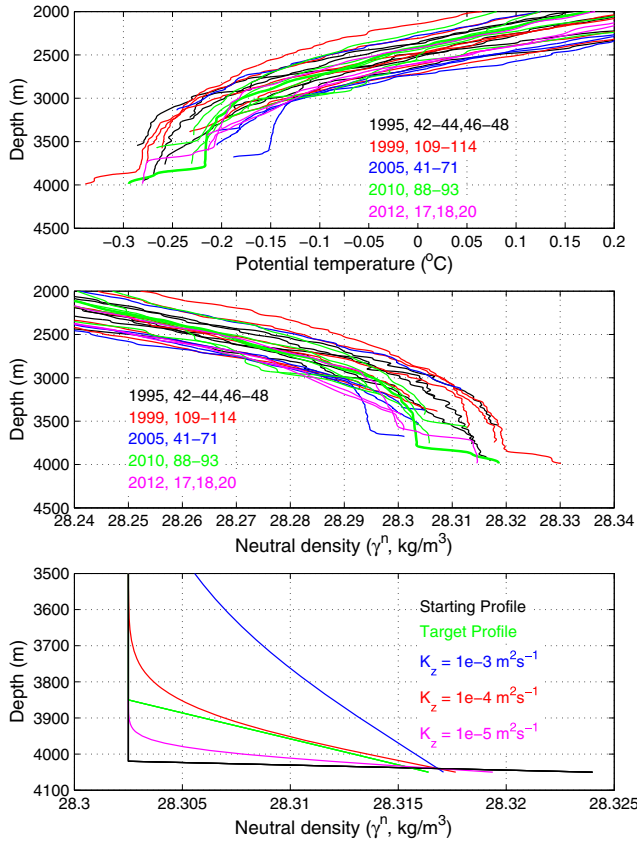 2000
2500
3000
3500
4000
4500
Depth (m)
1995, 42−44,46−48
1999, 109−114
2005, 41−71
2010, 88−93
2012, 17,18,20
−0.3 −0.25 −0.2 −0.15 −0.1 −0.05 0 0.05 0.1 0.15 0.2
Potential temperature (°C)
2000
2500
3000
3500
4000
4500
Depth (m)
1995, 42−44,46−48
1999, 109−114
2005, 41−71
2010, 88−93
2012, 17,18,20
28.24 28.25 28.26 28.27 28.28 28.29 28.3 28.31 28.32 28.33 28.34
Neutral density (γⁿ, kg/m³)
3500
3600
3700
3800
3900
4000
4100
Depth (m)
Starting Profile
Target Profile
K_z = 1e−3 m²s⁻¹
K_z = 1e−4 m²s⁻¹
K_z = 1e−5 m²s⁻¹
28.3 28.305 28.31 28.315 28.32 28.325
Neutral density (γⁿ, kg/m³)